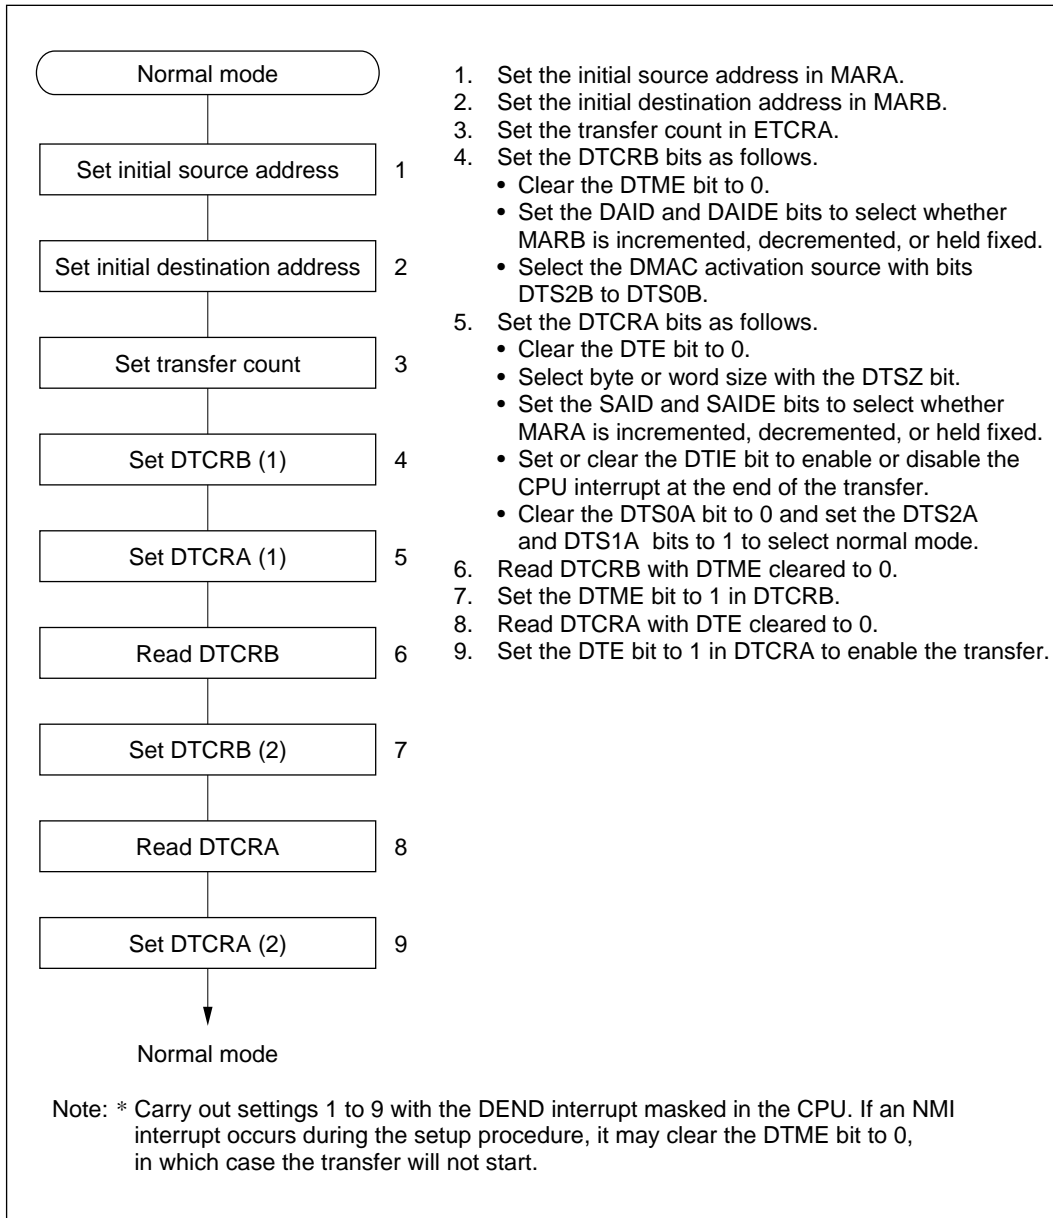 Normal mode
Set initial source address 1
Set initial destination address 2
Set transfer count 3
Set DTCRB (1) 4
Set DTCRA (1) 5
Read DTCRB 6
Set DTCRB (2) 7
Read DTCRA 8
Set DTCRA (2) 9
Normal mode
1. Set the initial source address in MARA.
2. Set the initial destination address in MARB.
3. Set the transfer count in ETCRA.
4. Set the DTCRB bits as follows.
• Clear the DTME bit to 0.
• Set the DAID and DAIDE bits to select whether
MARB is incremented, decremented, or held fixed.
• Select the DMAC activation source with bits
DTS2B to DTS0B.
5. Set the DTCRA bits as follows.
• Clear the DTE bit to 0.
• Select byte or word size with the DTSZ bit.
• Set the SAID and SAIDE bits to select whether
MARA is incremented, decremented, or held fixed.
• Set or clear the DTIE bit to enable or disable the
CPU interrupt at the end of the transfer.
• Clear the DTS0A bit to 0 and set the DTS2A
and DTS1A bits to 1 to select normal mode.
6. Read DTCRB with DTME cleared to 0.
7. Set the DTME bit to 1 in DTCRB.
8. Read DTCRA with DTE cleared to 0.
9. Set the DTE bit to 1 in DTCRA to enable the transfer.
Note: * Carry out settings 1 to 9 with the DEND interrupt masked in the CPU. If an NMI
interrupt occurs during the setup procedure, it may clear the DTME bit to 0,
in which case the transfer will not start.